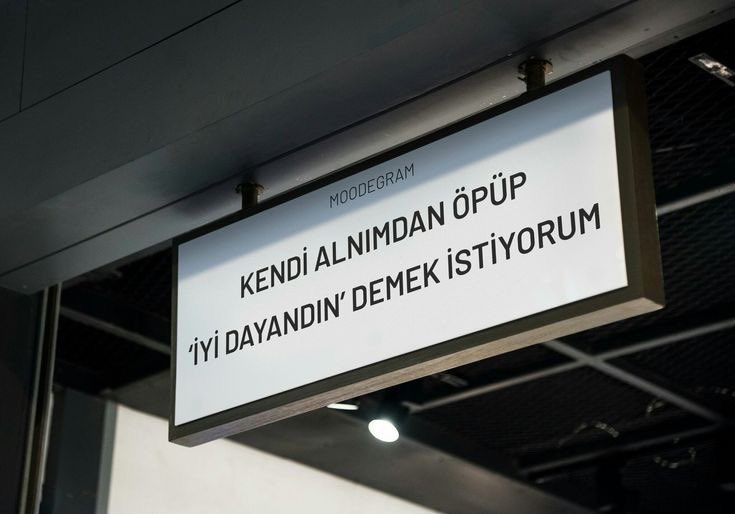 MOODEGRAM
KENDİ ALNIMDAN ÖPÜP
‘İYİ DAYANDIN’ DEMEK İSTİYORUM